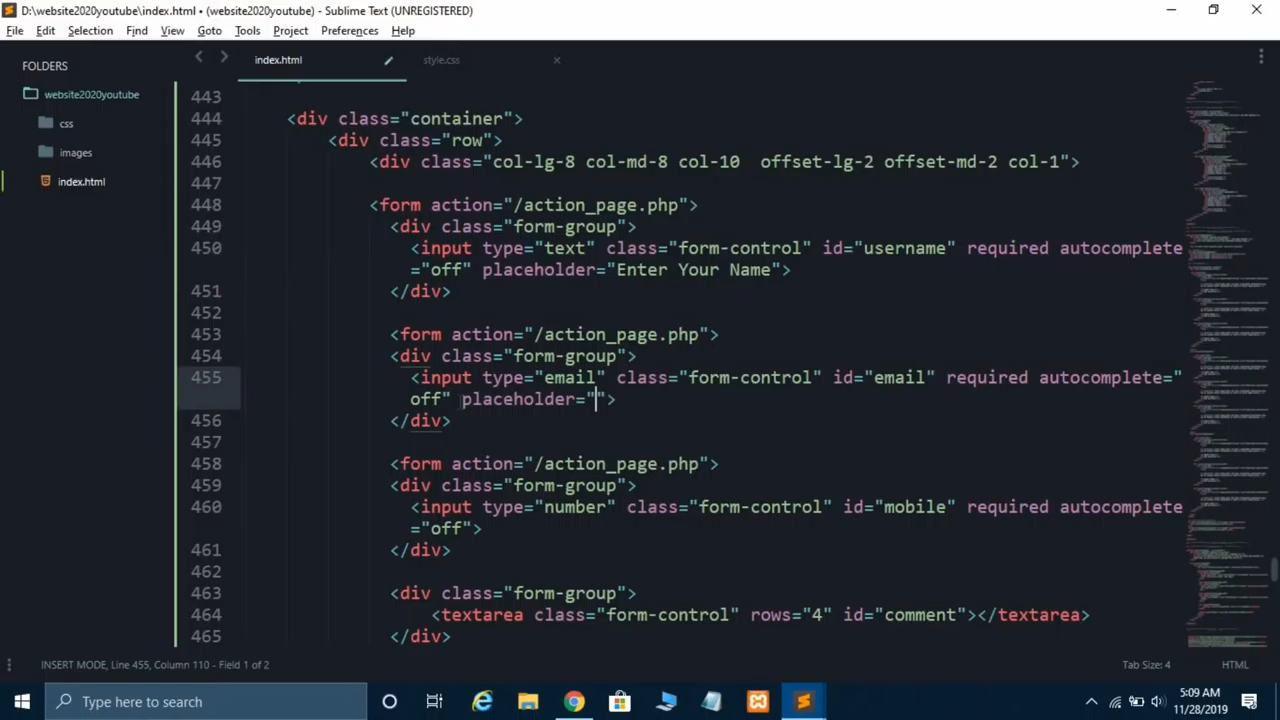 D:\website2020youtube\index.html • (website2020youtube) - Sublime Text (UNREGISTERED)
File Edit Selection Find View Goto Tools Project Preferences Help
FOLDERS
website2020youtube
css
images
index.html
index.html style.css
443
444 <div class="container">
445 <div class="row">
446 <div class="col-lg-8 col-md-8 col-10  offset-lg-2 offset-md-2 col-1">
447
448 <form action="/action_page.php">
449 <div class="form-group">
450 <input type="text" class="form-control" id="username" required autocomplete
="off" placeholder="Enter Your Name">
451 </div>
452
453 <form action="/action_page.php">
454 <div class="form-group">
455 <input type="email" class="form-control" id="email" required autocomplete="
off" placeholder="">
456 </div>
457
458 <form action="/action_page.php">
459 <div class="form-group">
460 <input type="number" class="form-control" id="mobile" required autocomplete
="off">
461 </div>
462
463 <div class="form-group">
464 <textarea class="form-control" rows="4" id="comment"></textarea>
465 </div>
INSERT MODE, Line 455, Column 110 - Field 1 of 2 Tab Size: 4 HTML
Type here to search
5:09 AM
11/28/2019